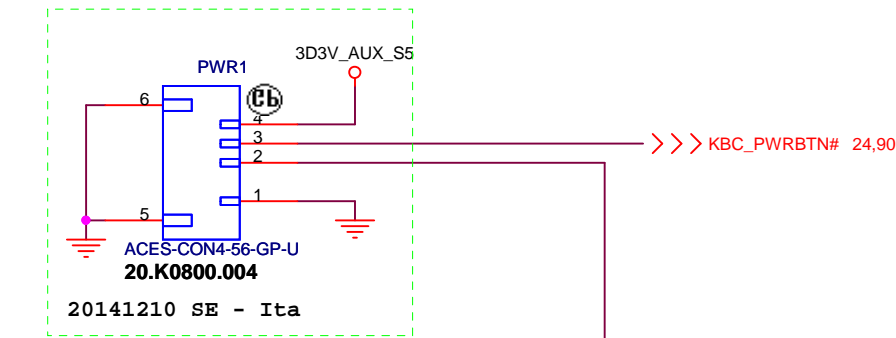 3D3V_AUX_S5
PWR1
6
4
3
KBC_PWRBTN# 24,90
2
1
5
ACES-CON4-56-GP-U
20.K0800.004
20141210 SE - Ita